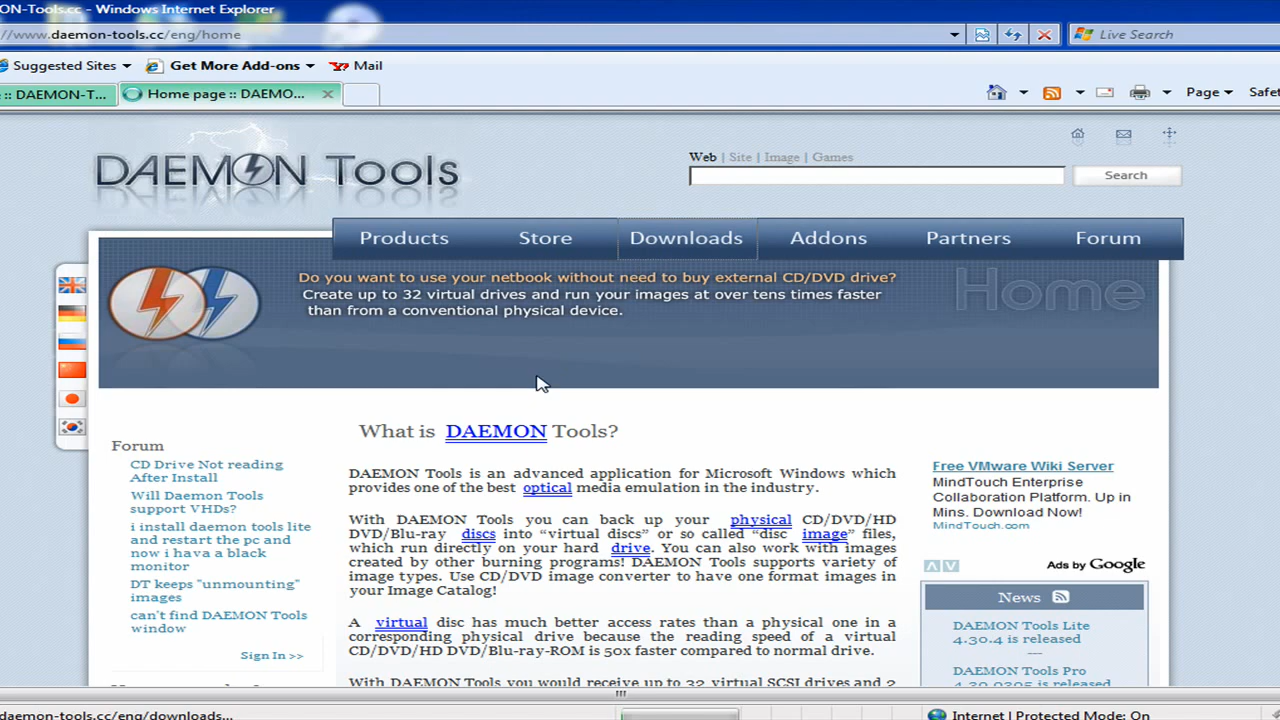 ON-Tools.cc - Windows Internet Explorer
//www.daemon-tools.cc/eng/home
Live Search
Suggested Sites
Get More Add-ons
Mail
:: DAEMON-T...
Home page :: DAEMO...
Page
Safet
DAEMON Tools
Web | Site | Image | Games
Search
Products
Store
Downloads
Addons
Partners
Forum
Do you want to use your netbook without need to buy external CD/DVD drive?
Create up to 32 virtual drives and run your images at over tens times faster
than from a conventional physical device.
Home
Forum
CD Drive Not reading
After Install
Will Daemon Tools
support VHDs?
i install daemon tools lite
and restart the pc and
now i hava a black
monitor
DT keeps "unmounting"
images
can't find DAEMON Tools
window
Sign In >>
What is DAEMON Tools?
DAEMON Tools is an advanced application for Microsoft Windows which
provides one of the best optical media emulation in the industry.
With DAEMON Tools you can back up your physical CD/DVD/HD
DVD/Blu-ray discs into “virtual discs” or so called “disc image” files,
which run directly on your hard drive. You can also work with images
created by other burning programs! DAEMON Tools supports variety of
image types. Use CD/DVD image converter to have one format images in
your Image Catalog!
A virtual disc has much better access rates than a physical one in a
corresponding physical drive because the reading speed of a virtual
CD/DVD/HD DVD/Blu-ray-ROM is 50x faster compared to normal drive.
With DAEMON Tools you would receive up to 32 virtual SCSI drives and 2
Free VMware Wiki Server
MindTouch Enterprise
Collaboration Platform. Up in
Mins. Download Now!
MindTouch.com
Ads by Google
News
DAEMON Tools Lite
4.30.4 is released
---
DAEMON Tools Pro
4.30.0305 is released
daemon-tools.cc/eng/downloads...
Internet | Protected Mode: On